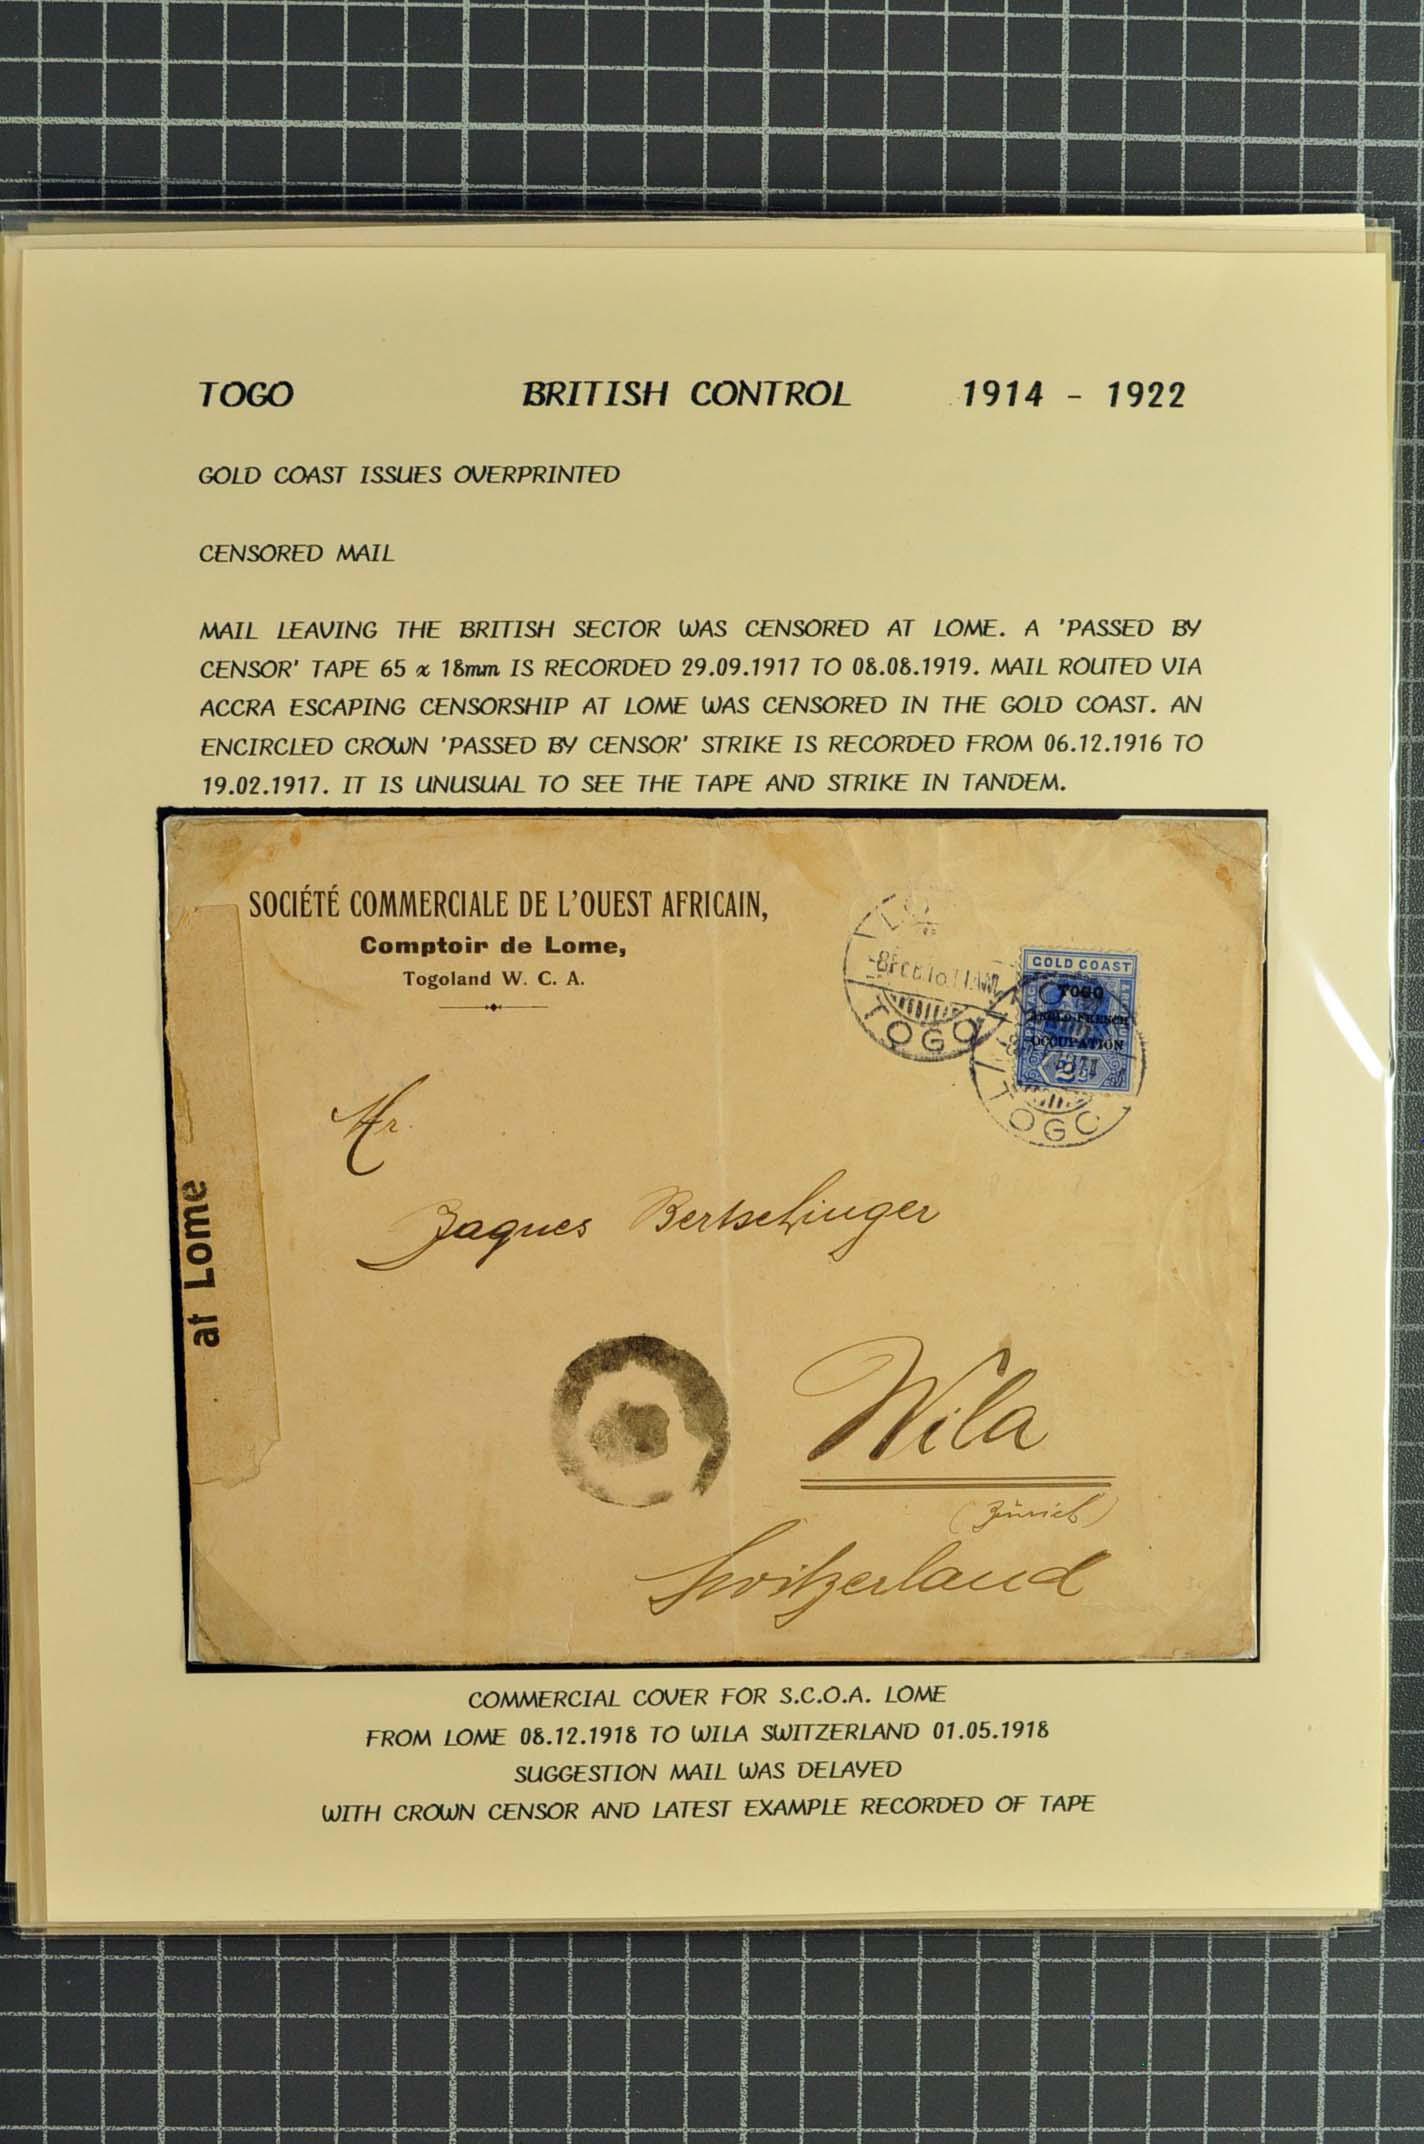 TOGO BRITISH CONTROL 1914 - 1922
GOLD COAST ISSUES OVERPRINTED
CENSORED MAIL
MAIL LEAVING THE BRITISH SECTOR WAS CENSORED AT LOME. A 'PASSED BY
CENSOR' TAPE 65 x 18mm IS RECORDED 29.09.1917 TO 08.08.1919. MAIL ROUTED VIA
ACCRA ESCAPING CENSORSHIP AT LOME WAS CENSORED IN THE GOLD COAST. AN
ENCIRCLED CROWN 'PASSED BY CENSOR' STRIKE IS RECORDED FROM 06.12.1916 TO
19.02.1917. IT IS UNUSUAL TO SEE THE TAPE AND STRIKE IN TANDEM.
SOCIÉTÉ COMMERCIALE DE L'OUEST AFRICAIN,
Comptoir de Lome,
Togoland W. C. A.
TOGO
GOLD COAST
TOGO
ANGLO-FRENCH
OCCUPATION
TOGO
at Lome
Mr.
Jaques Bertschinger
Wila
(Zürich)
Switzerland
COMMERCIAL COVER FOR S.C.O.A. LOME
FROM LOME 08.12.1918 TO WILA SWITZERLAND 01.05.1918
SUGGESTION MAIL WAS DELAYED
WITH CROWN CENSOR AND LATEST EXAMPLE RECORDED OF TAPE